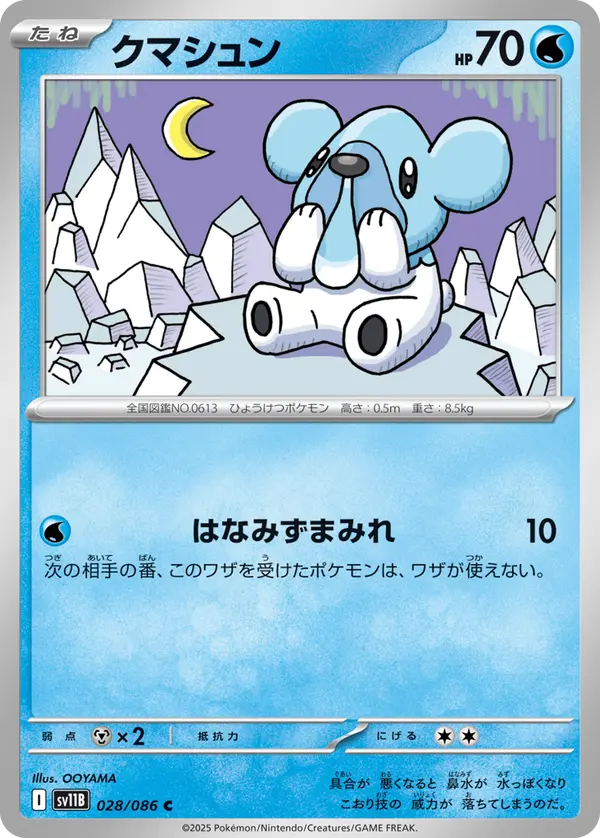 たね クマシュン HP70
全国図鑑NO.0613 ひょうけつポケモン 高さ:0.5m 重さ:8.5kg
はなみずまみれ 10
次の相手の番、このワザを受けたポケモンは、ワザが使えない。
弱点 ×2 抵抗力 にげる
Illus. OOYAMA
具合が 悪くなると 鼻水が 水っぽくなり
こおり技の 威力が 落ちてしまうのだ。
I sv11B 028/086 C
©2025 Pokémon/Nintendo/Creatures/GAME FREAK.